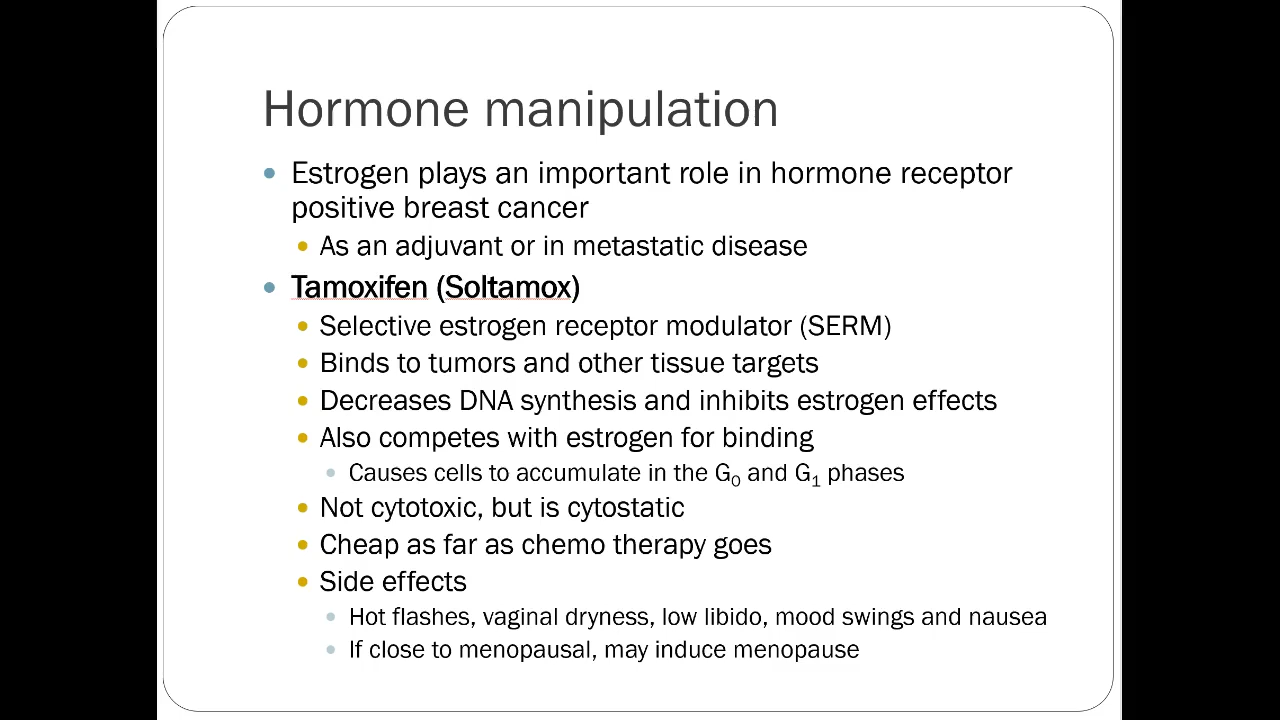 Hormone manipulation
Estrogen plays an important role in hormone receptor
positive breast cancer
As an adjuvant or in metastatic disease
Tamoxifen (Soltamox)
Selective estrogen receptor modulator (SERM)
Binds to tumors and other tissue targets
Decreases DNA synthesis and inhibits estrogen effects
Also competes with estrogen for binding
Causes cells to accumulate in the G₀ and G₁ phases
Not cytotoxic, but is cytostatic
Cheap as far as chemo therapy goes
Side effects
Hot flashes, vaginal dryness, low libido, mood swings and nausea
If close to menopausal, may induce menopause